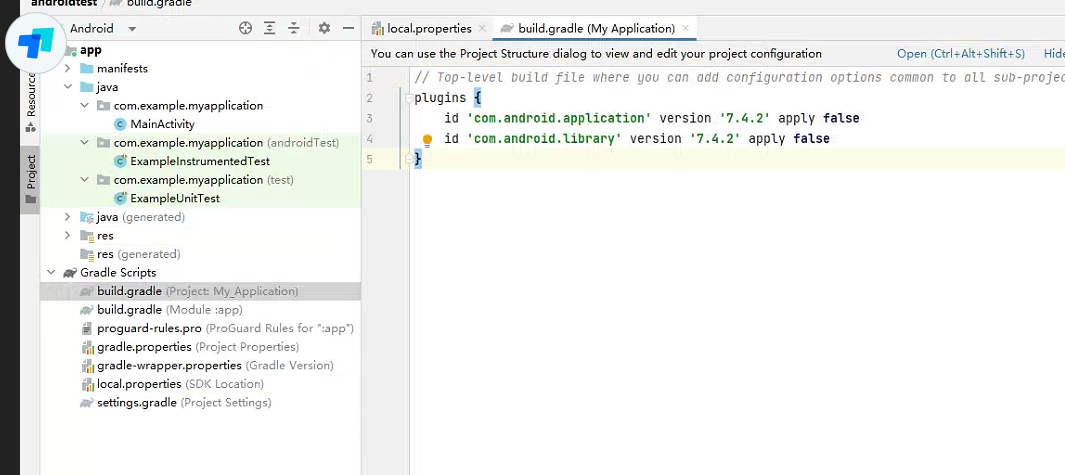 androidtest
build.gradle
Android
local.properties
build.gradle (My Application)
You can use the Project Structure dialog to view and edit your project configuration
Open (Ctrl+Alt+Shift+S)
Hide
Resource
Project
app
manifests
java
com.example.myapplication
MainActivity
com.example.myapplication (androidTest)
ExampleInstrumentedTest
com.example.myapplication (test)
ExampleUnitTest
java (generated)
res
res (generated)
Gradle Scripts
build.gradle (Project: My_Application)
build.gradle (Module :app)
proguard-rules.pro (ProGuard Rules for ":app")
gradle.properties (Project Properties)
gradle-wrapper.properties (Gradle Version)
local.properties (SDK Location)
settings.gradle (Project Settings)
1 // Top-level build file where you can add configuration options common to all sub-projec
2 plugins {
3 id 'com.android.application' version '7.4.2' apply false
4 id 'com.android.library' version '7.4.2' apply false
5 }